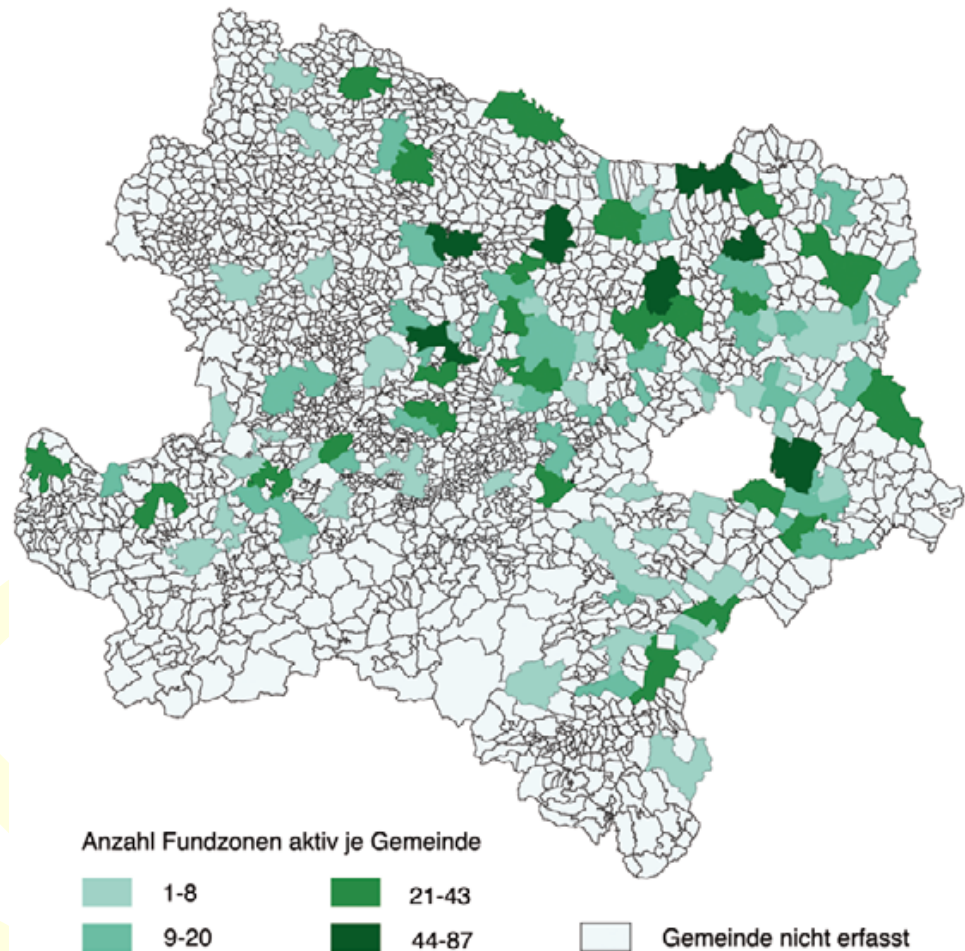 Anzahl Fundzonen aktiv je Gemeinde
1-8
21-43
9-20
44-87
Gemeinde nicht erfasst